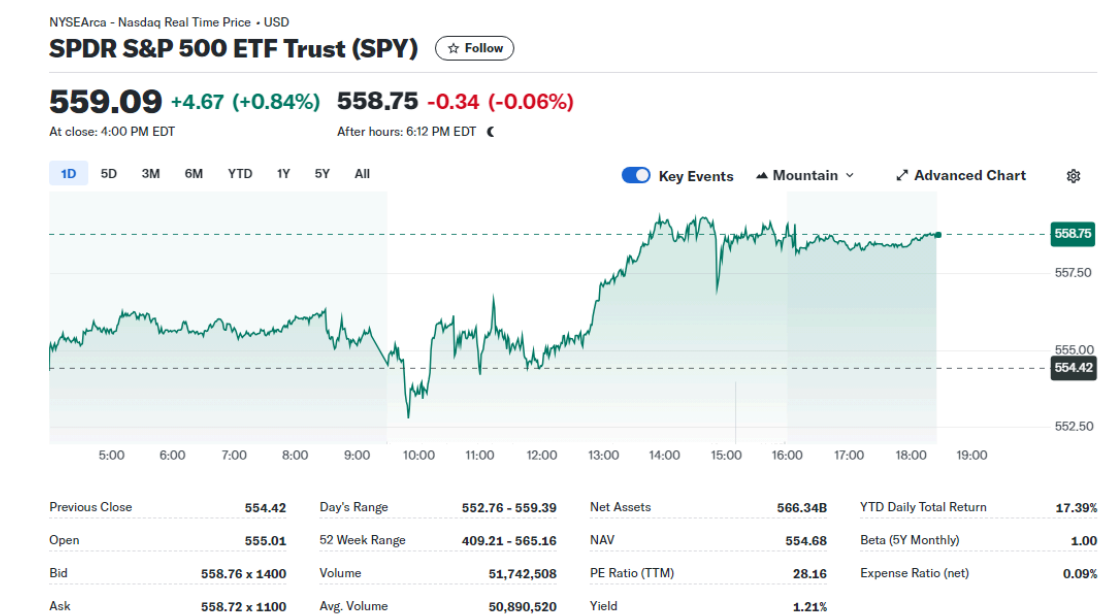 NYSEArca - Nasdaq Real Time Price • USD
SPDR S&P 500 ETF Trust (SPY)
Follow
559.09 +4.67 (+0.84%) 558.75 -0.34 (-0.06%)
At close: 4:00 PM EDT After hours: 6:12 PM EDT
1D 5D 3M 6M YTD 1Y 5Y All Key Events Mountain Advanced Chart
558.75
557.50
555.00
554.42
552.50
5:00 6:00 7:00 8:00 9:00 10:00 11:00 12:00 13:00 14:00 15:00 16:00 17:00 18:00 19:00
Previous Close 554.42 Day's Range 552.76 - 559.39 Net Assets 566.34B YTD Daily Total Return 17.39%
Open 555.01 52 Week Range 409.21 - 565.16 NAV 554.68 Beta (5Y Monthly) 1.00
Bid 558.76 x 1400 Volume 51,742,508 PE Ratio (TTM) 28.16 Expense Ratio (net) 0.09%
Ask 558.72 x 1100 Avg. Volume 50,890,520 Yield 1.21%